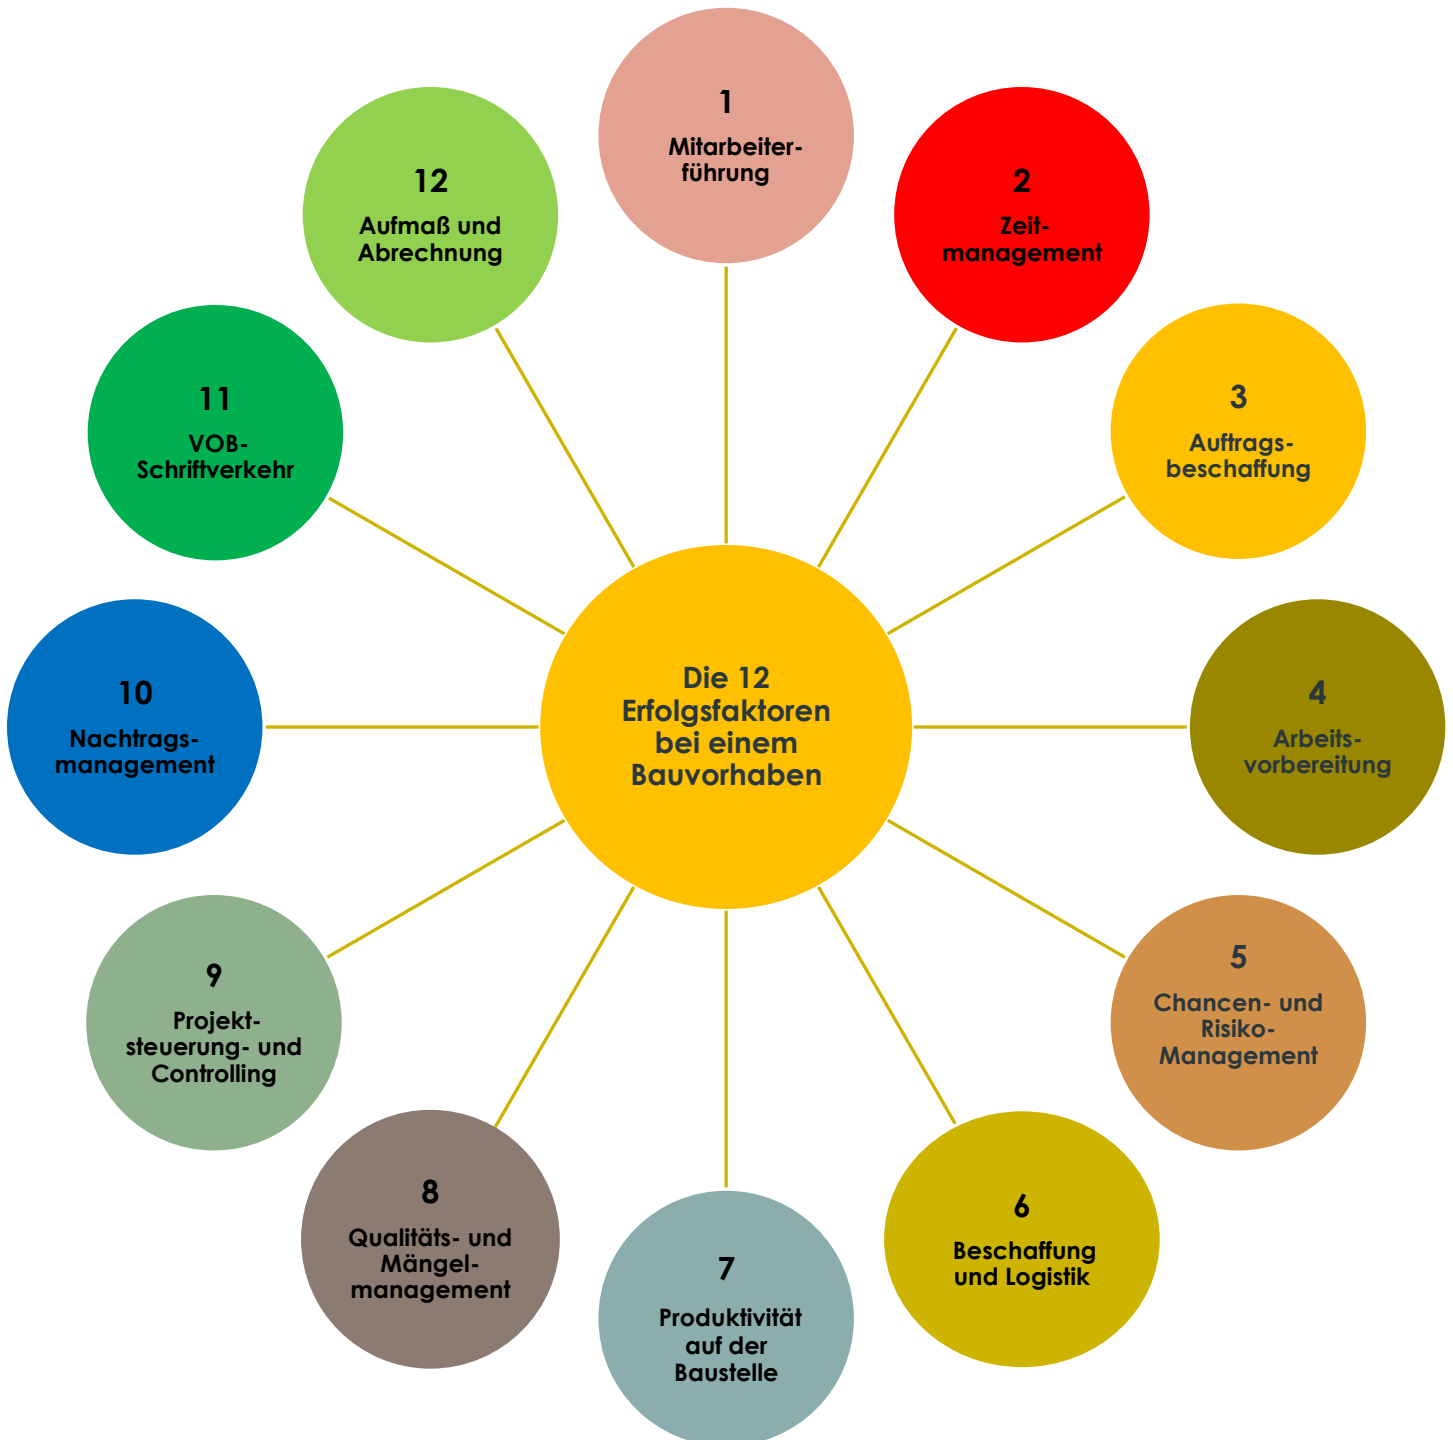 Die 12
Erfolgsfaktoren
bei einem
Bauvorhaben
1
Mitarbeiter-
führung
2
Zeit-
management
3
Auftrags-
beschaffung
4
Arbeits-
vorbereitung
5
Chancen- und
Risiko-
Management
6
Beschaffung
und Logistik
7
Produktivität
auf der
Baustelle
8
Qualitäts- und
Mängel-
management
9
Projekt-
steuerung- und
Controlling
10
Nachtrags-
management
11
VOB-
Schriftverkehr
12
Aufmaß und
Abrechnung